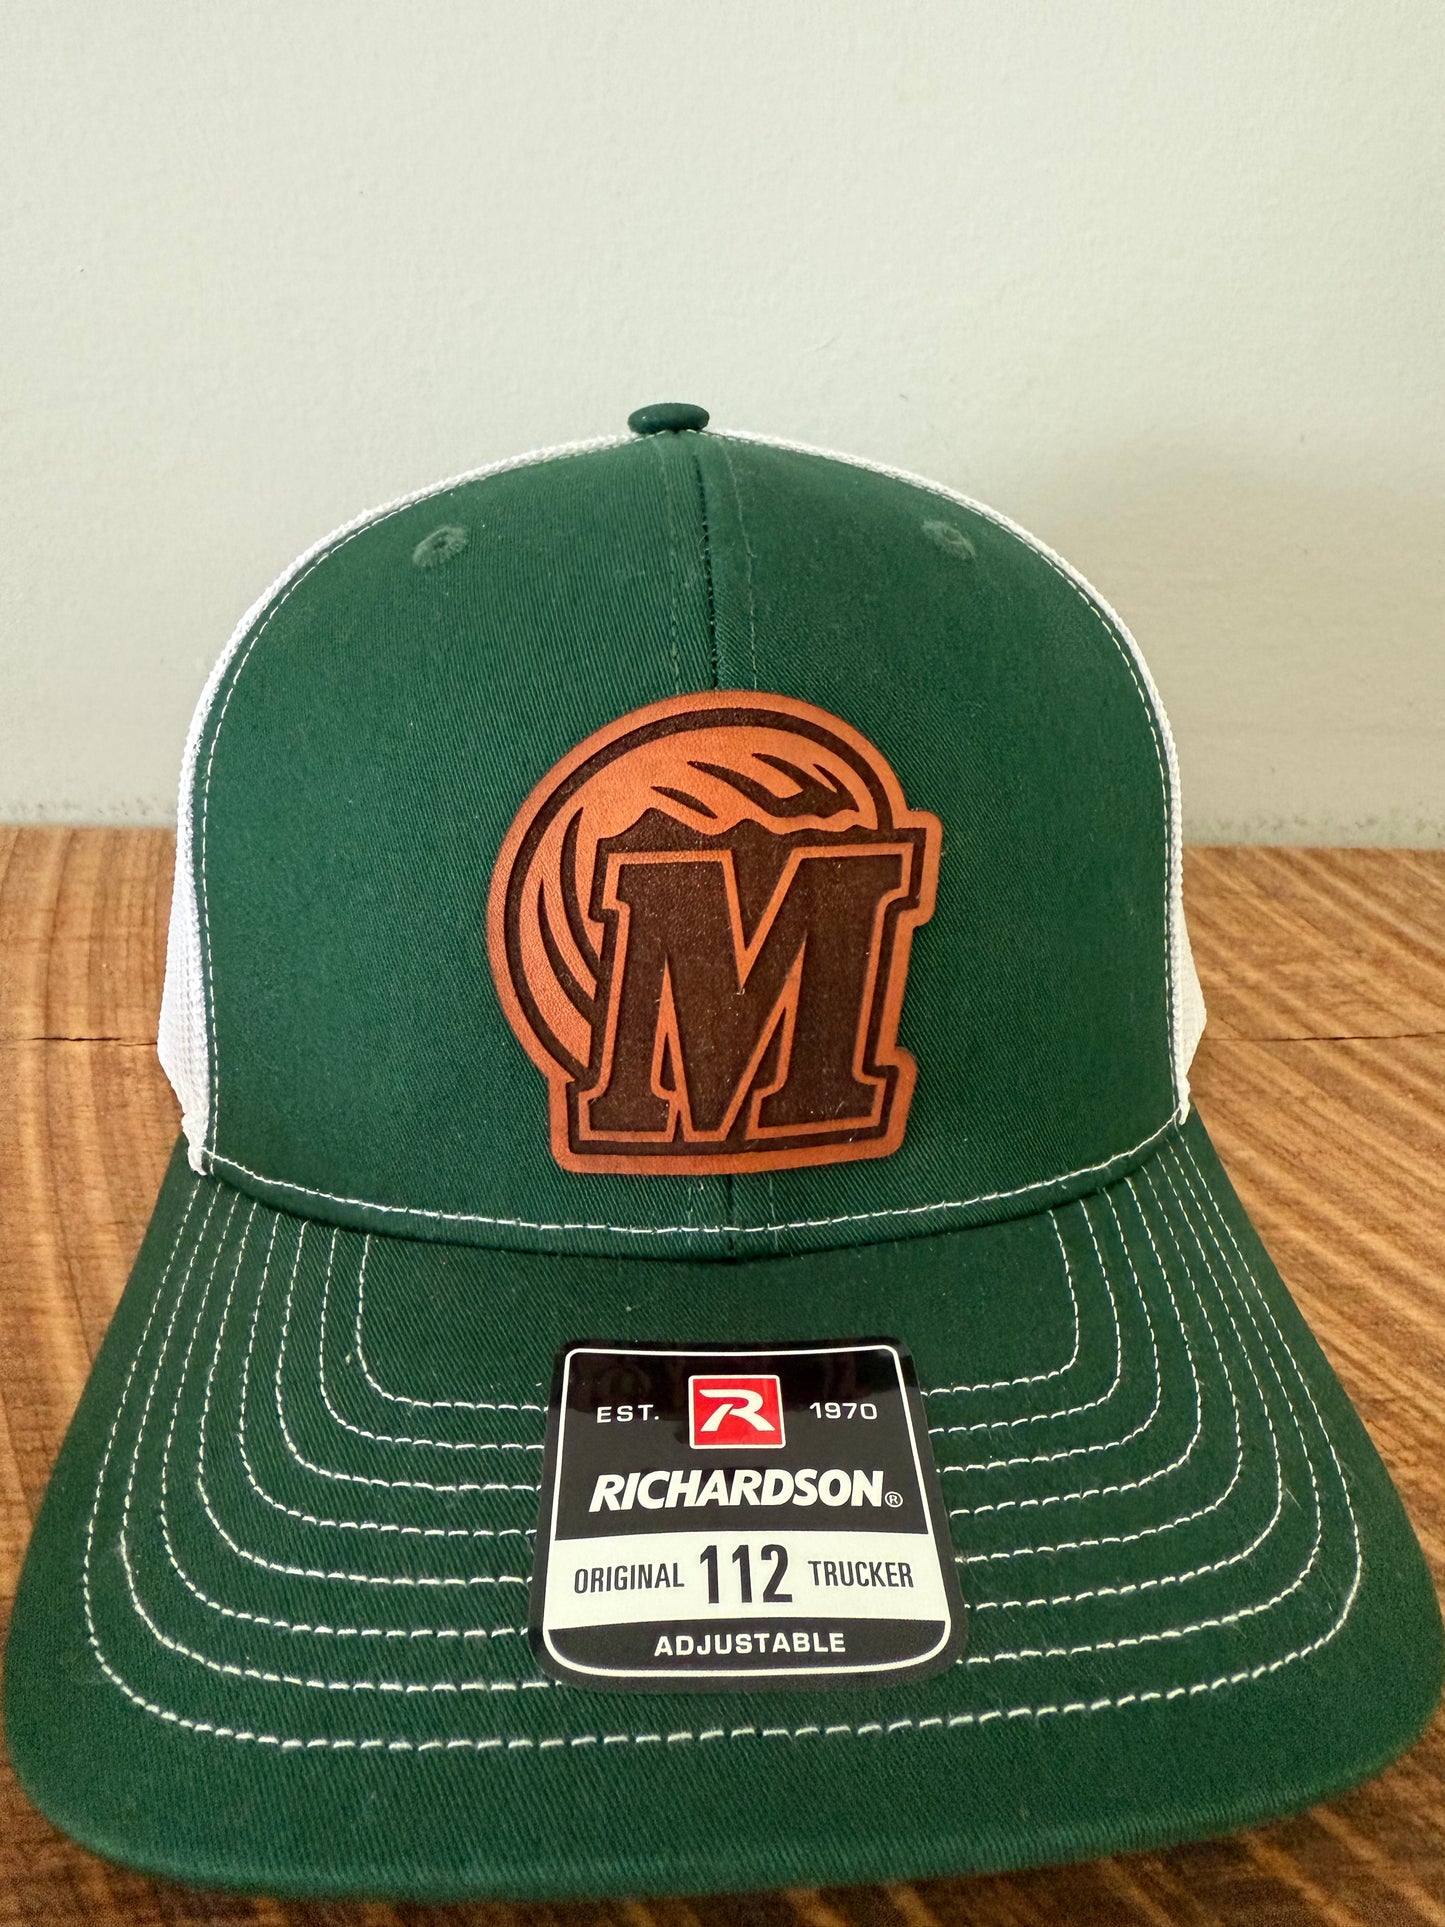 M
EST. R 1970
RICHARDSON®
ORIGINAL 112 TRUCKER
ADJUSTABLE